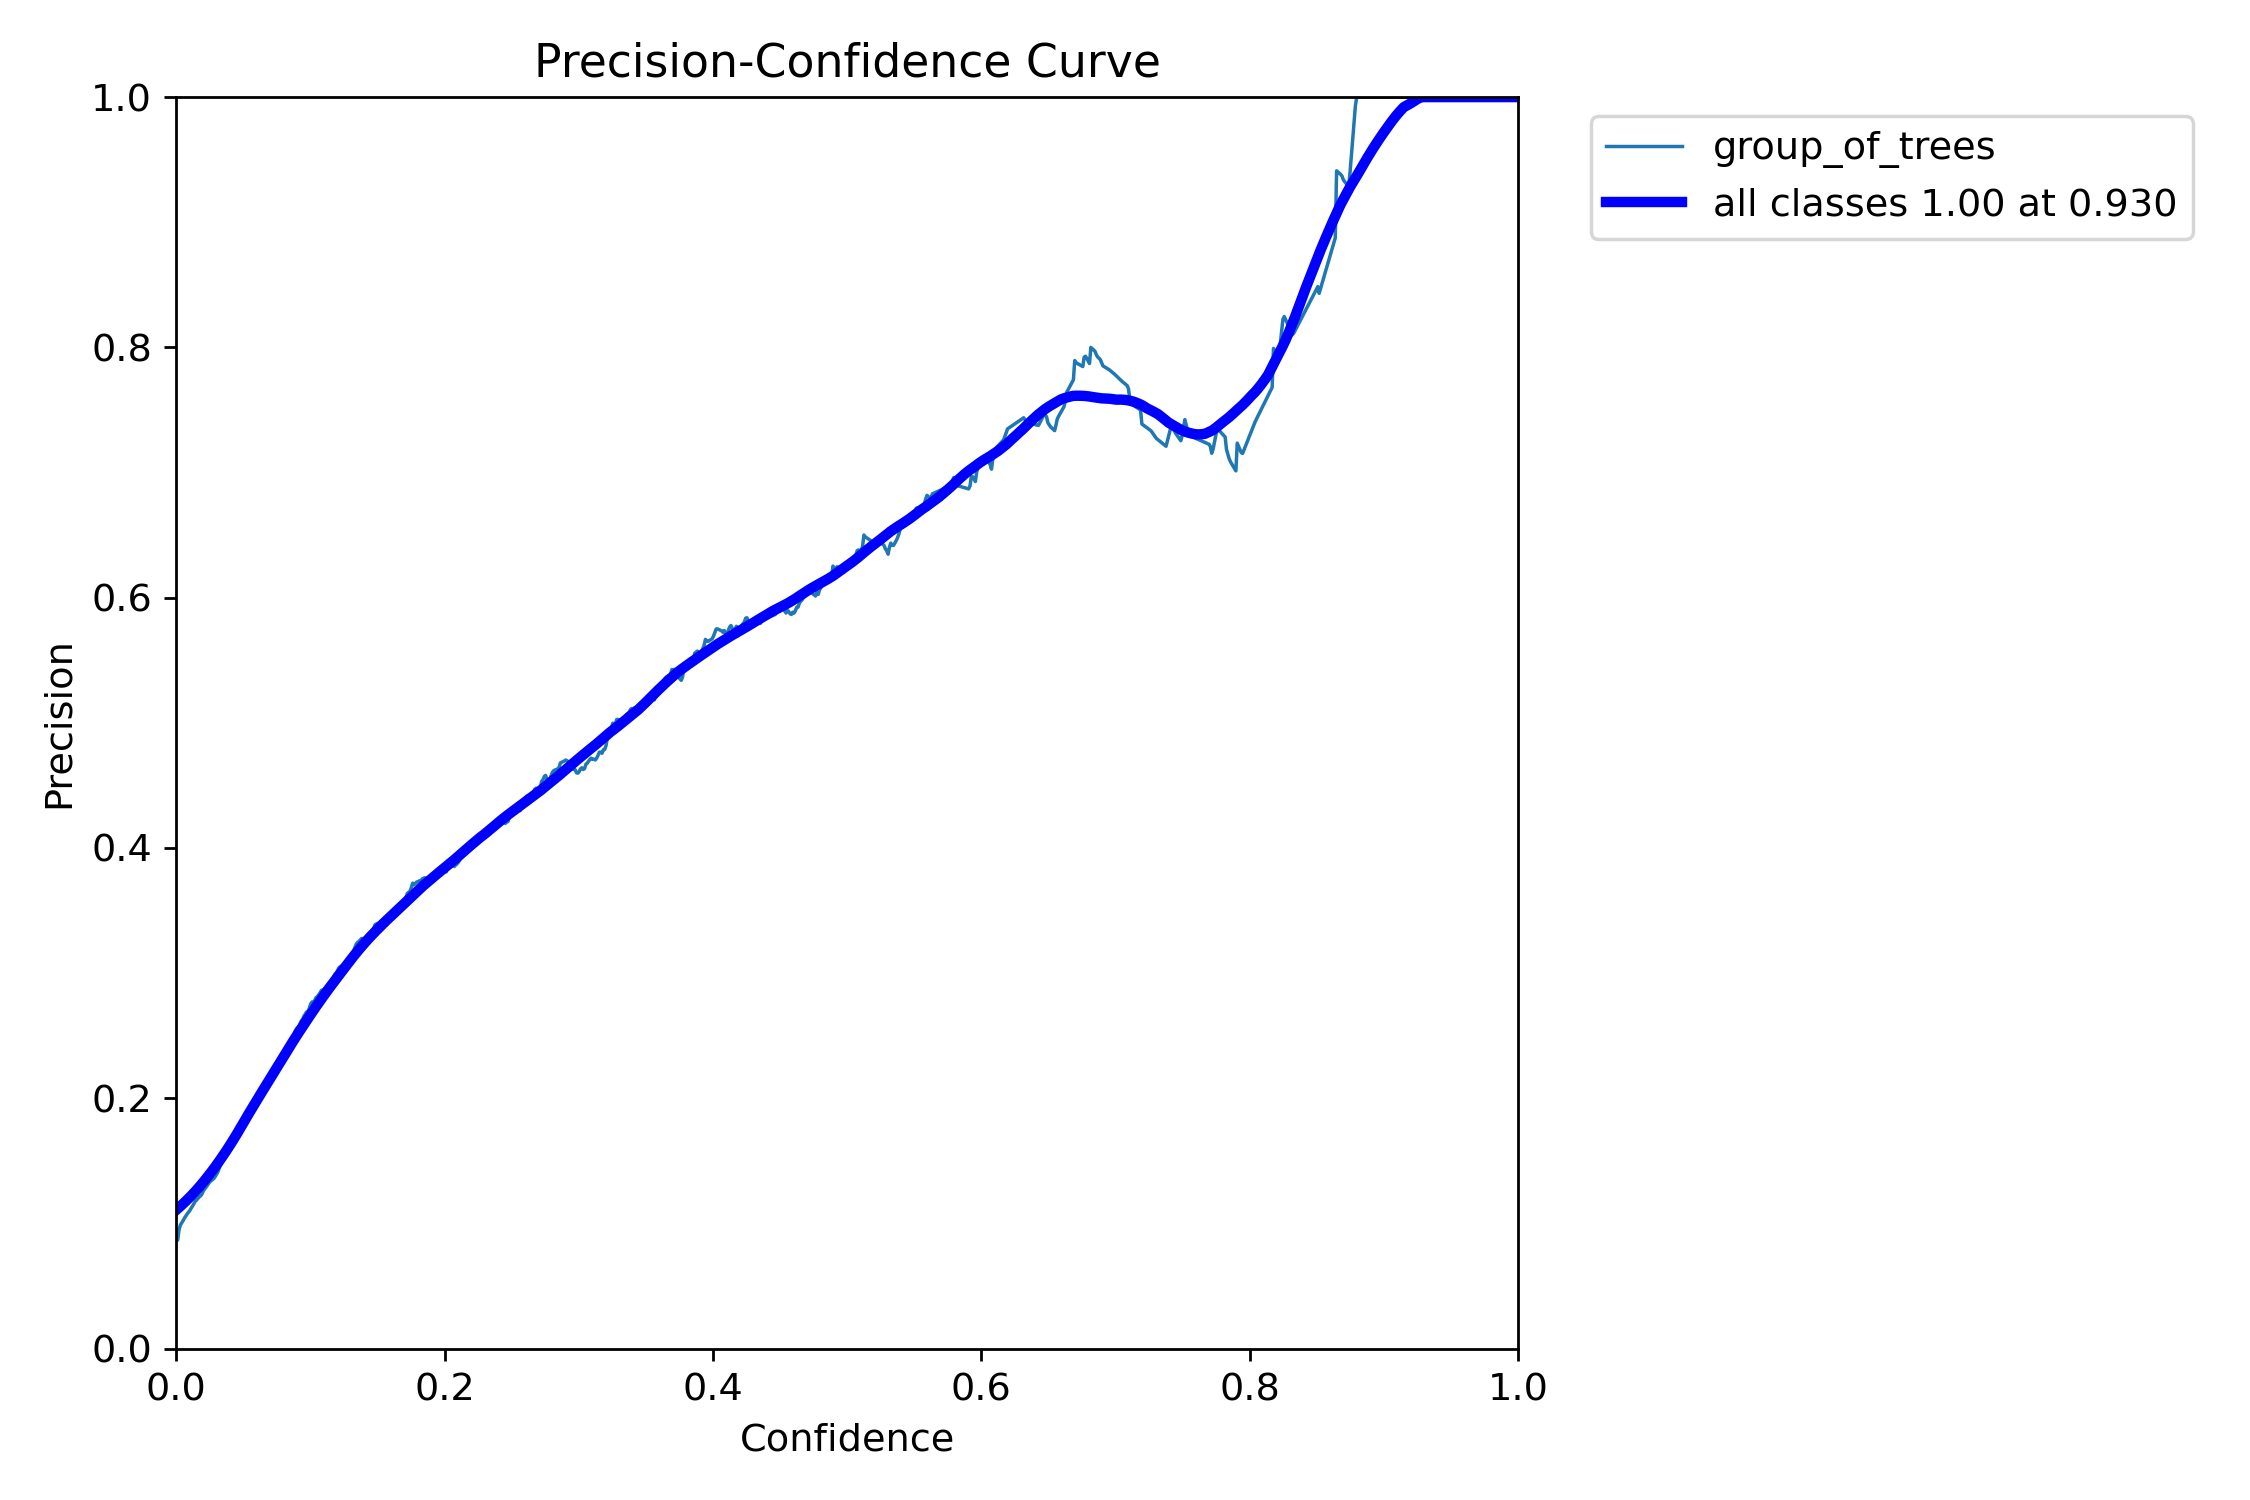 Precision-Confidence Curve
1.0
0.8
0.6
0.4
0.2
0.0
Precision
0.0 0.2 0.4 0.6 0.8 1.0
Confidence
group_of_trees
all classes 1.00 at 0.930